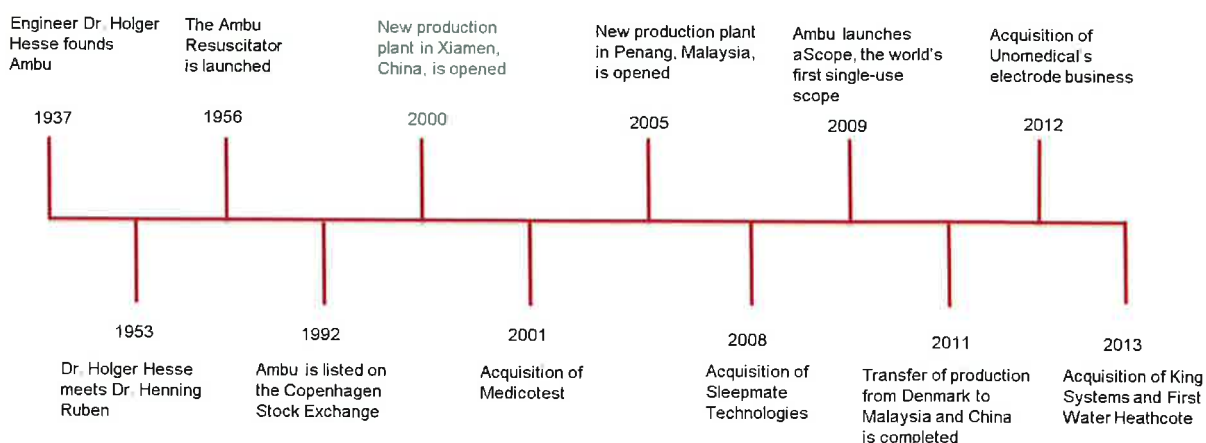 Engineer Dr. Holger
Hesse founds
Ambu
1937
The Ambu
Resuscitator
is launched
1956
New production
plant in Xiamen,
China, is opened
2000
New production plant
in Penang, Malaysia,
is opened
2005
Ambu launches
aScope, the world's
first single-use
scope
2009
Acquisition of
Unomedical's
electrode business
2012
1953
Dr. Holger Hesse
meets Dr. Henning
Ruben
1992
Ambu is listed on
the Copenhagen
Stock Exchange
2001
Acquisition of
Medicotest
2008
Acquisition of
Sleepmate
Technologies
2011
Transfer of production
from Denmark to
Malaysia and China
is completed
2013
Acquisition of King
Systems and First
Water Heathcote